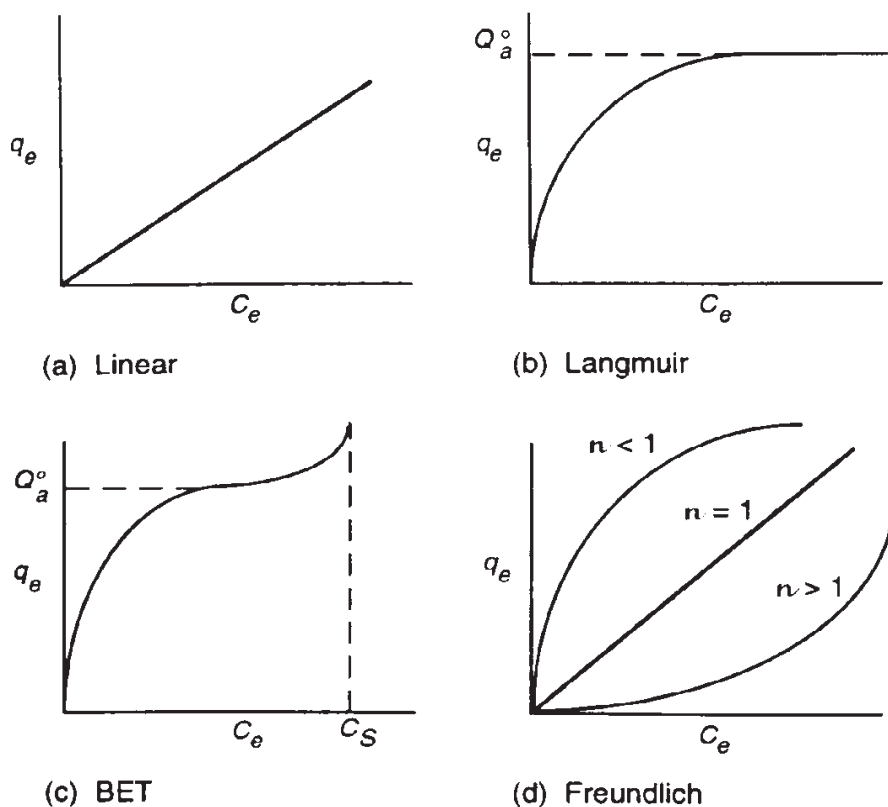 q_e
C_e
(a) Linear
Q°_a
q_e
C_e
(b) Langmuir
Q°_a
q_e
C_e C_S
(c) BET
n < 1
n = 1
n > 1
q_e
C_e
(d) Freundlich